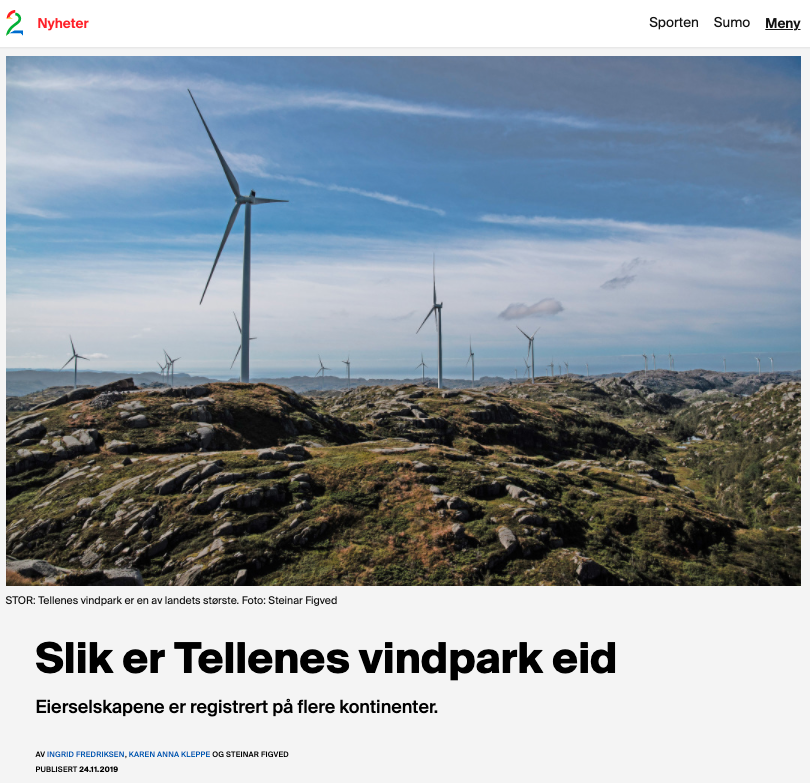 2 Nyheter Sporten Sumo Meny
STOR: Tellenes vindpark er en av landets største. Foto: Steinar Figved
Slik er Tellenes vindpark eid
Eierselskapene er registrert på flere kontinenter.
AV INGRID FREDRIKSEN, KAREN ANNA KLEPPE OG STEINAR FIGVED
PUBLISERT 24.11.2019